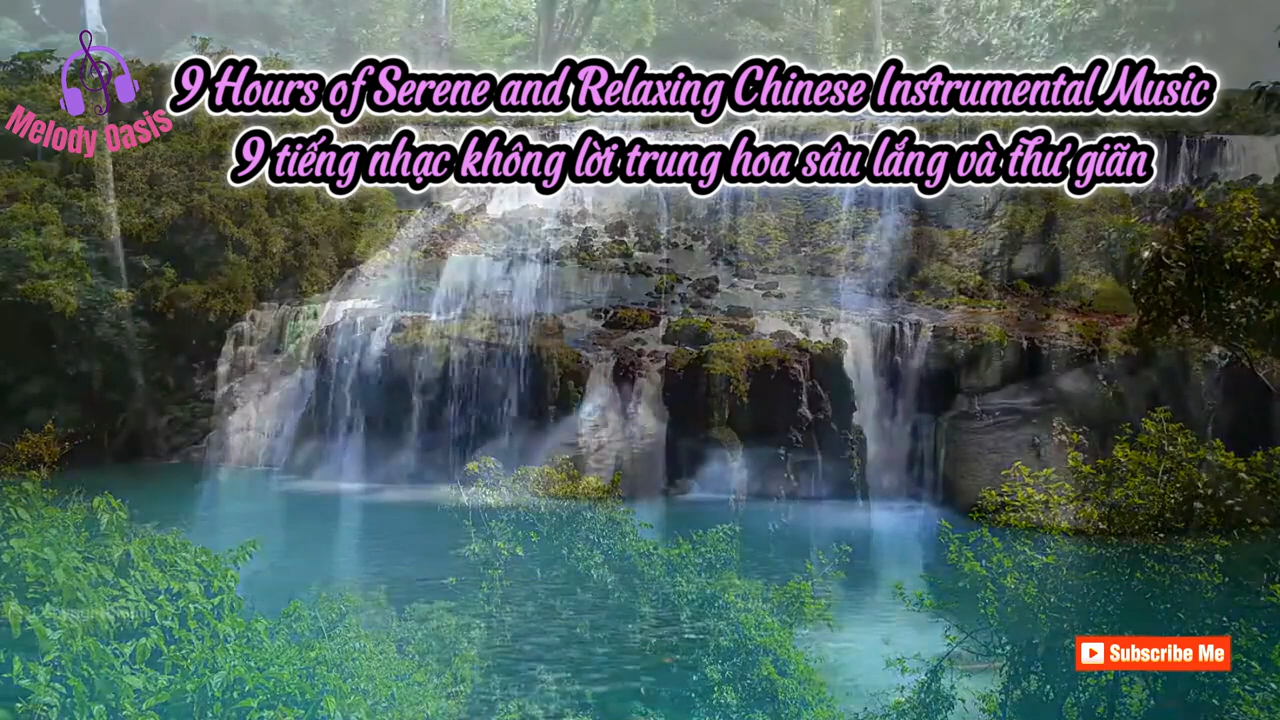 9 Hours of Serene and Relaxing Chinese Instrumental Music
9 tiếng nhạc không lời trung hoa sâu lắng và thư giãn
Melody Oasis
Subscribe Me